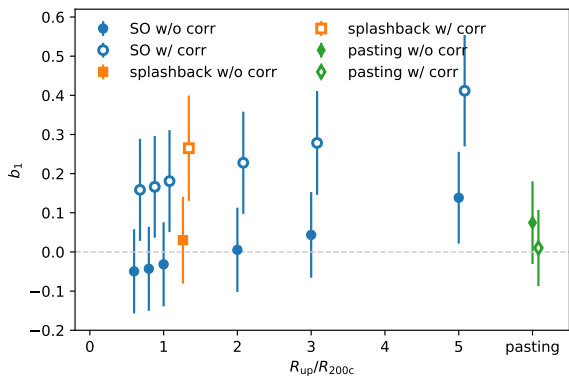 0.6
0.5
0.4
0.3
0.2
0.1
0.0
−0.1
−0.2
b1
SO w/o corr
SO w/ corr
splashback w/o corr
splashback w/ corr
pasting w/o corr
pasting w/ corr
0 1 2 3 5 pasting
Rup/R200c